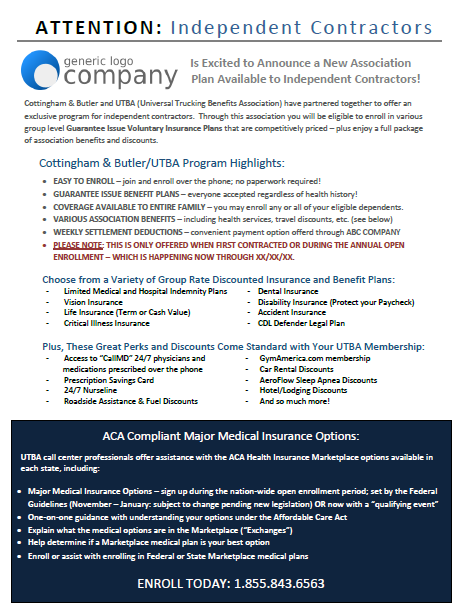 ATTENTION: Independent Contractors
generic logo
company
Is Excited to Announce a New Association
Plan Available to Independent Contractors!
Cottingham & Butler and UTBA (Universal Trucking Benefits Association) have partnered together to offer an
exclusive program for independent contractors. Through this association you will be eligible to enroll in various
group level Guarantee Issue Voluntary Insurance Plans that are competitively priced – plus enjoy a full package
of association benefits and discounts.
Cottingham & Butler/UTBA Program Highlights:
• EASY TO ENROLL – join and enroll over the phone; no paperwork required!
• GUARANTEE ISSUE BENEFIT PLANS – everyone accepted regardless of health history!
• COVERAGE AVAILABLE TO ENTIRE FAMILY – you may enroll any or all of your eligible dependents.
• VARIOUS ASSOCIATION BENEFITS – including health services, travel discounts, etc. (see below)
• WEEKLY SETTLEMENT DEDUCTIONS – convenient payment option offered through ABC COMPANY
• PLEASE NOTE: THIS IS ONLY OFFERED WHEN FIRST CONTRACTED OR DURING THE ANNUAL OPEN
ENROLLMENT – WHICH IS HAPPENING NOW THROUGH XX/XX/XX.
Choose from a Variety of Group Rate Discounted Insurance and Benefit Plans:
- Limited Medical and Hospital Indemnity Plans
- Vision Insurance
- Life Insurance (Term or Cash Value)
- Critical Illness Insurance
- Dental Insurance
- Disability Insurance (Protect your Paycheck)
- Accident Insurance
- CDL Defender Legal Plan
Plus, These Great Perks and Discounts Come Standard with Your UTBA Membership:
- Access to "CallMD" 24/7 physicians and
medications prescribed over the phone
- Prescription Savings Card
- 24/7 Nurseline
- Roadside Assistance & Fuel Discounts
- GymAmerica.com membership
- Car Rental Discounts
- AeroFlow Sleep Apnea Discounts
- Hotel/Lodging Discounts
- And so much more!
ACA Compliant Major Medical Insurance Options:
UTBA call center professionals offer assistance with the ACA Health Insurance Marketplace options available in
each state, including:
• Major Medical Insurance Options – sign up during the nation-wide open enrollment period; set by the Federal
Guidelines (November – January: subject to change pending new legislation) OR now with a "qualifying event"
• One-on-one guidance with understanding your options under the Affordable Care Act
• Explain what the medical options are in the Marketplace ("Exchanges")
• Help determine if a Marketplace medical plan is your best option
• Enroll or assist with enrolling in Federal or State Marketplace medical plans
ENROLL TODAY: 1.855.843.6563